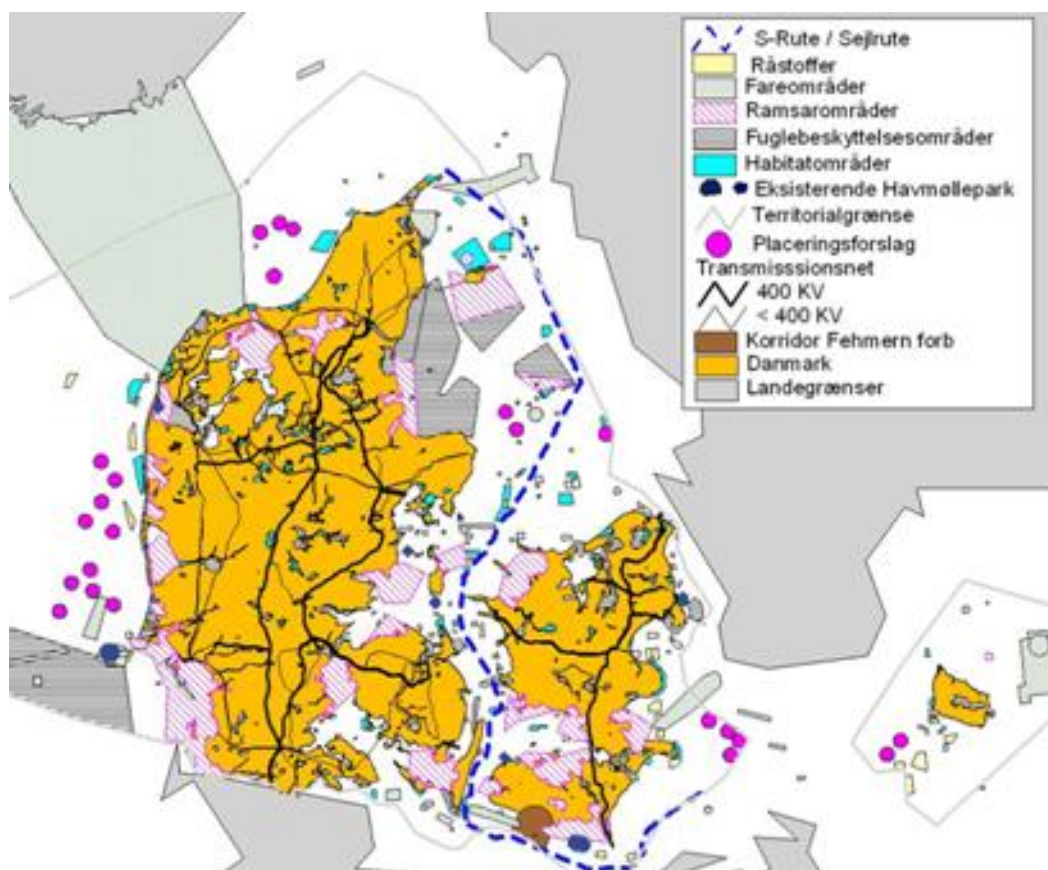 S-Rute / Sejlrute
Råstoffer
Fareområder
Ramsarområder
Fuglebeskyttelsesområder
Habitatområder
Eksisterende Havmøllepark
Territorialgrænse
Placeringsforslag
Transmisssionsnet
400 KV
< 400 KV
Korridor Fehmern forb
Danmark
Landegrænser